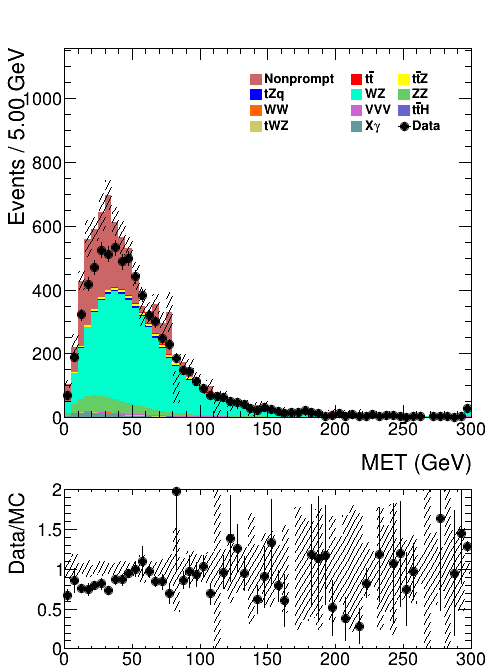 Events / 5.00 GeV
1000
800
600
400
200
0
Nonprompt tt̄ tt̄Z
tZq WZ ZZ
WW VVV tt̄H
tWZ Xγ Data
0 50 100 150 200 250 300
MET (GeV)
Data/MC
2
1.5
1
0.5
0
0 50 100 150 200 250 300